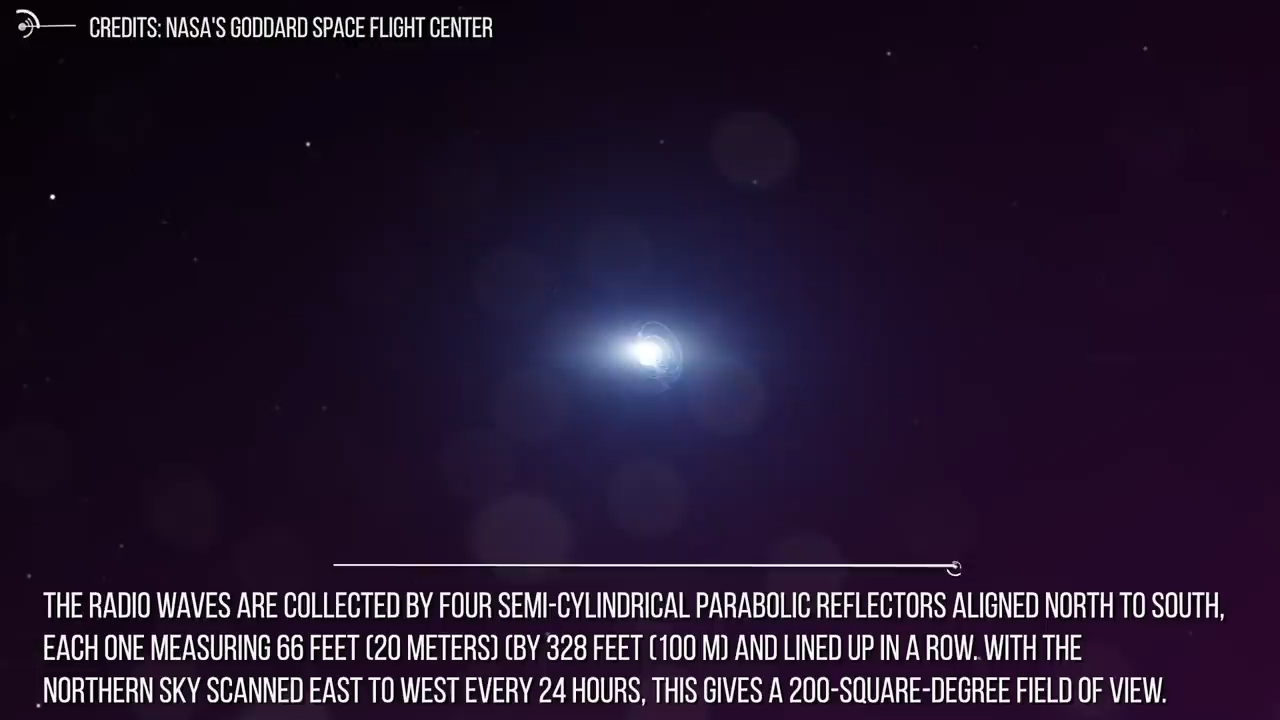 CREDITS: NASA'S GODDARD SPACE FLIGHT CENTER
THE RADIO WAVES ARE COLLECTED BY FOUR SEMI-CYLINDRICAL PARABOLIC REFLECTORS ALIGNED NORTH TO SOUTH,
EACH ONE MEASURING 66 FEET (20 METERS) (BY 328 FEET (100 M) AND LINED UP IN A ROW. WITH THE
NORTHERN SKY SCANNED EAST TO WEST EVERY 24 HOURS, THIS GIVES A 200-SQUARE-DEGREE FIELD OF VIEW.